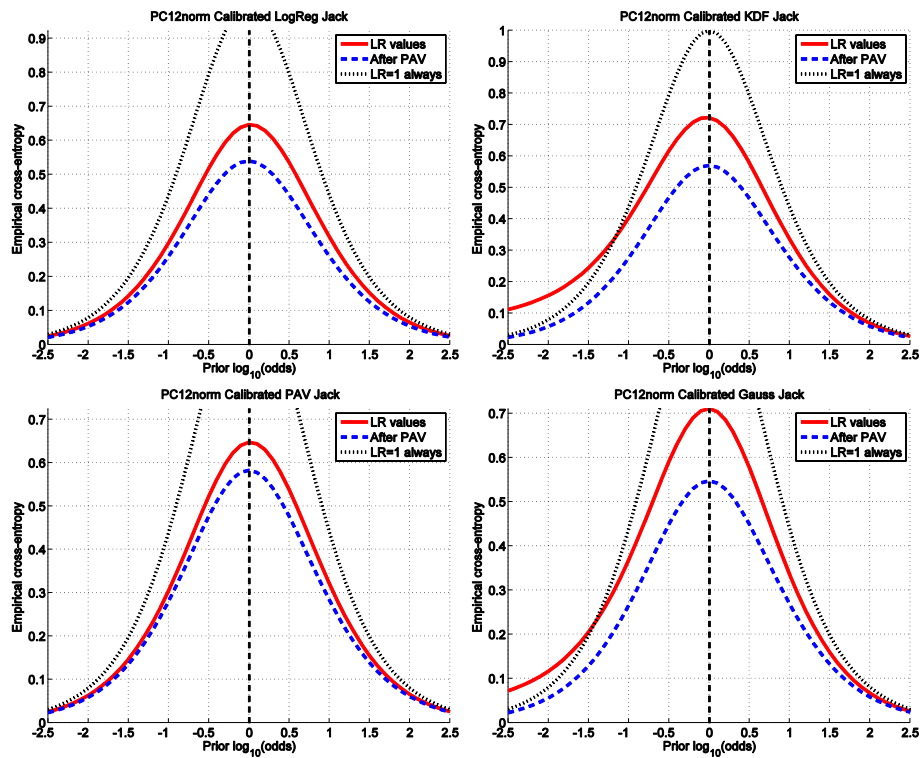 PC12norm Calibrated LogReg Jack
Empirical cross-entropy
0.9
0.8
0.7
0.6
0.5
0.4
0.3
0.2
0.1
0
LR values
After PAV
LR=1 always
-2.5 -2 -1.5 -1 -0.5 0 0.5 1 1.5 2 2.5
Prior log10(odds)
PC12norm Calibrated KDF Jack
Empirical cross-entropy
1
0.9
0.8
0.7
0.6
0.5
0.4
0.3
0.2
0.1
0
LR values
After PAV
LR=1 always
-2.5 -2 -1.5 -1 -0.5 0 0.5 1 1.5 2 2.5
Prior log10(odds)
PC12norm Calibrated PAV Jack
Empirical cross-entropy
0.7
0.6
0.5
0.4
0.3
0.2
0.1
0
LR values
After PAV
LR=1 always
-2.5 -2 -1.5 -1 -0.5 0 0.5 1 1.5 2 2.5
Prior log10(odds)
PC12norm Calibrated Gauss Jack
Empirical cross-entropy
0.7
0.6
0.5
0.4
0.3
0.2
0.1
0
LR values
After PAV
LR=1 always
-2.5 -2 -1.5 -1 -0.5 0 0.5 1 1.5 2 2.5
Prior log10(odds)